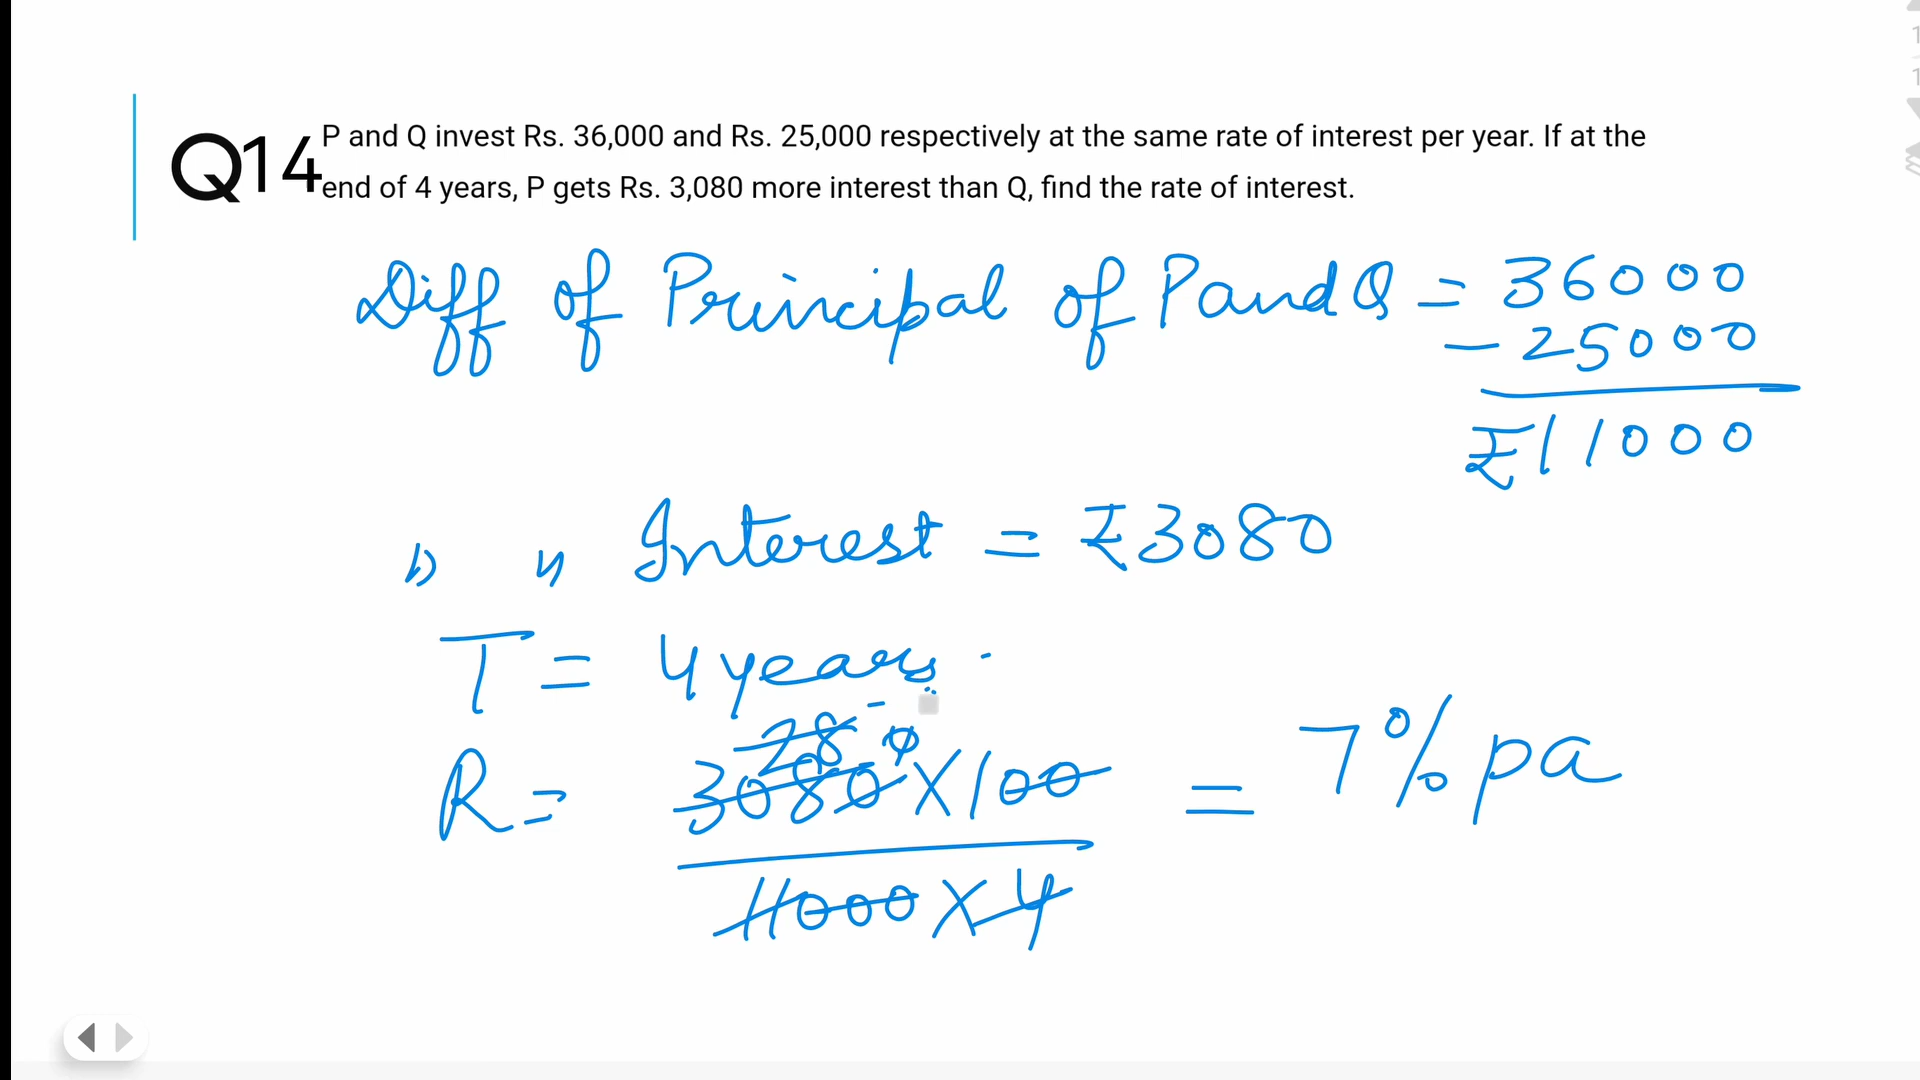 Q14 P and Q invest Rs. 36,000 and Rs. 25,000 respectively at the same rate of interest per year. If at the
end of 4 years, P gets Rs. 3,080 more interest than Q, find the rate of interest.
Diff of Principal of P and Q = 36000
- 25000
₹11000
" " Interest = ₹3080
T = 4 years.
28 0
R = 3080 X 100 = 7% pa
11000 X 4